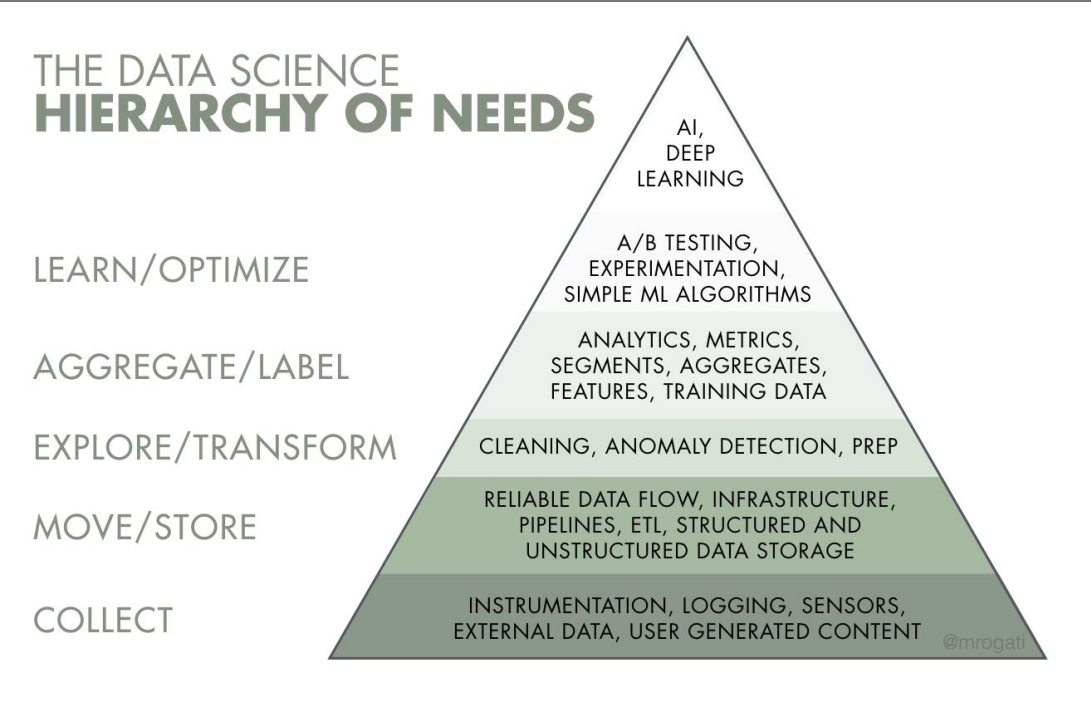 THE DATA SCIENCE
HIERARCHY OF NEEDS
AI,
DEEP
LEARNING
LEARN/OPTIMIZE
A/B TESTING,
EXPERIMENTATION,
SIMPLE ML ALGORITHMS
AGGREGATE/LABEL
ANALYTICS, METRICS,
SEGMENTS, AGGREGATES,
FEATURES, TRAINING DATA
EXPLORE/TRANSFORM
CLEANING, ANOMALY DETECTION, PREP
MOVE/STORE
RELIABLE DATA FLOW, INFRASTRUCTURE,
PIPELINES, ETL, STRUCTURED AND
UNSTRUCTURED DATA STORAGE
COLLECT
INSTRUMENTATION, LOGGING, SENSORS,
EXTERNAL DATA, USER GENERATED CONTENT
@mrogati